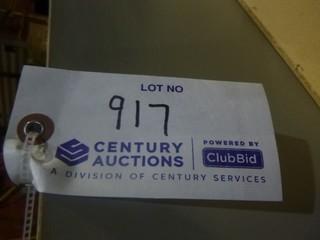 LOT NO
917
CENTURY
AUCTIONS
POWERED BY
ClubBid
A DIVISION OF CENTURY SERVICES